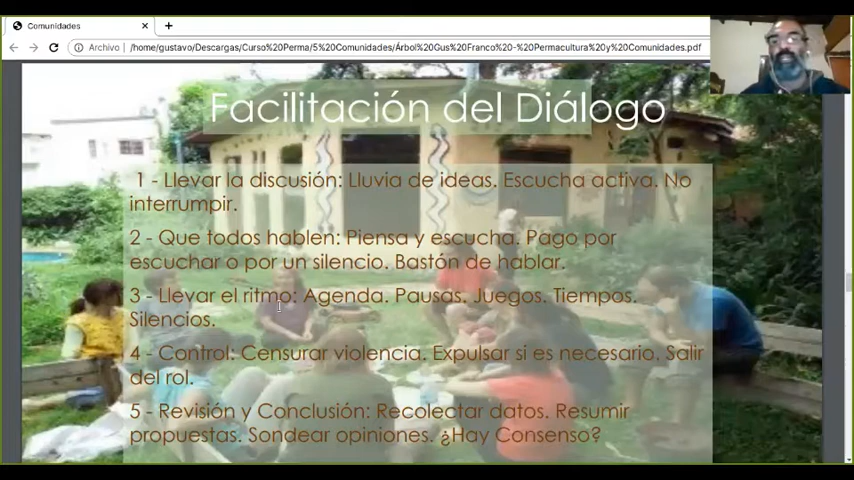 Comunidades
Archivo | /home/gustavo/Descargas/Curso%20Perma/5%20Comunidades/Árbol%20Gus%20Franco%20-%20Permacultura%20y%20Comunidades.pdf
Facilitación del Diálogo
1 - Llevar la discusión: Lluvia de ideas. Escucha activa. No
interrumpir.
2 - Que todos hablen: Piensa y escucha. Pago por
escuchar o por un silencio. Bastón de hablar.
3 - Llevar el ritmo: Agenda. Pausas. Juegos. Tiempos.
Silencios.
4 - Control: Censurar violencia. Expulsar si es necesario. Salir
del rol.
5 - Revisión y Conclusión: Recolectar datos. Resumir
propuestas. Sondear opiniones. ¿Hay Consenso?